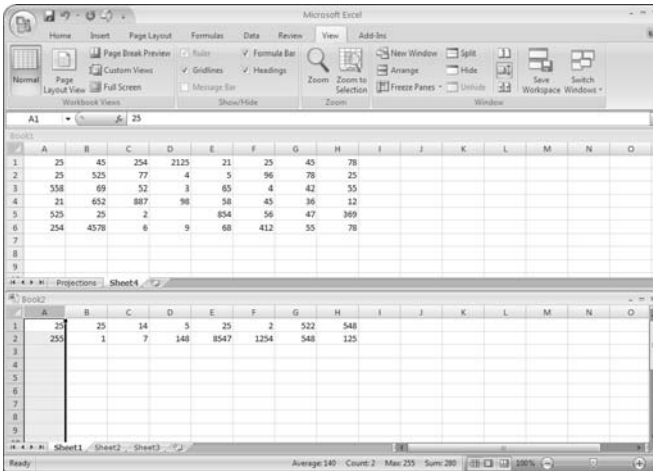 Microsoft Excel
Home Insert Page Layout Formulas Data Review View Add-Ins
Normal Page Layout View Page Break Preview Custom Views Full Screen
Ruler Gridlines Message Bar Formula Bar Headings
Zoom Zoom to Selection
New Window Arrange Freeze Panes Split Hide Unhide Save Workspace Switch Windows
Workbook Views Show/Hide Zoom Window
A1 fx 25
Book1
A B C D E F G H I J K L M N O
1 25 45 254 2125 21 25 45 78
2 25 525 77 4 5 96 78 25
3 558 69 52 3 65 4 42 55
4 21 652 887 98 58 45 36 12
5 525 25 2 854 56 47 369
6 254 4578 6 9 68 412 55 78
7
8
9
Projections Sheet4
Book2
A B C D E F G H I J K L M N O
1 25 25 14 5 25 2 522 548
2 255 1 7 148 8547 1254 548 125
3
4
5
6
7
8
9
Sheet1 Sheet2 Sheet3
Ready Average: 140 Count: 2 Max: 255 Sum: 280 100%